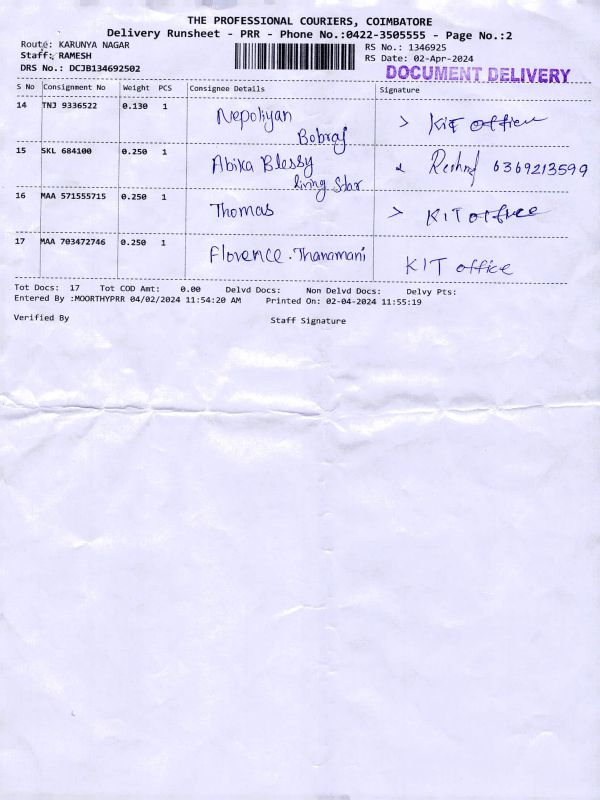 THE PROFESSIONAL COURIERS, COIMBATORE
Delivery Runsheet - PRR - Phone No.:0422-3505555 - Page No.:2
Route: KARUNYA NAGAR RS No.: 1346925
Staff: RAMESH RS Date: 02-Apr-2024
DRS No.: DCJB134692502 DOCUMENT DELIVERY
S No Consignment No Weight PCS Consignee Details Signature
14 TNJ 9336522 0.130 1 Nepoliyan > KIT office
Bobraj
15 SKL 684100 0.250 1 Abika Blessy 6369213599
living Star
16 MAA 571555715 0.250 1 Thomas > KIT office
17 MAA 703472746 0.250 1 Florence. Thanamani KIT office
Tot Docs: 17 Tot COD Amt: 0.00 Delvd Docs: Non Delvd Docs: Delvy Pts:
Entered By :MOORTHYPRR 04/02/2024 11:54:20 AM Printed On: 02-04-2024 11:55:19
Verified By Staff Signature